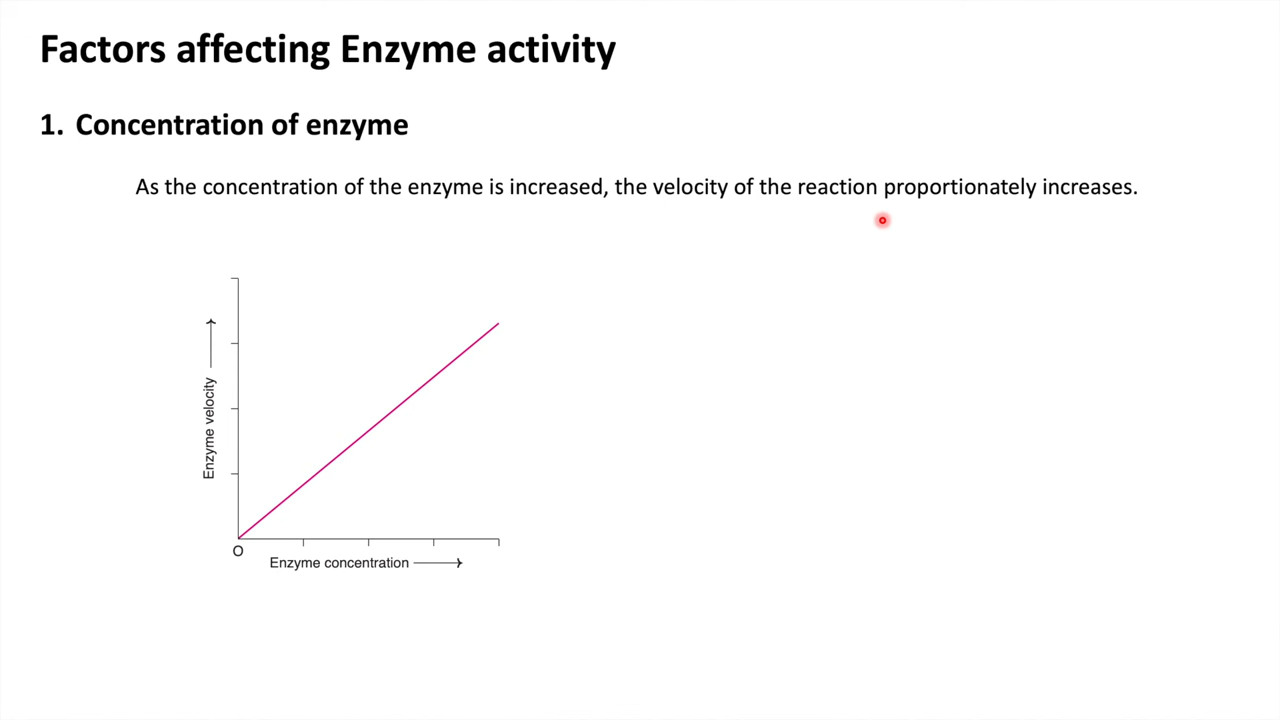 Factors affecting Enzyme activity
1. Concentration of enzyme
As the concentration of the enzyme is increased, the velocity of the reaction proportionately increases.
Enzyme velocity
O
Enzyme concentration